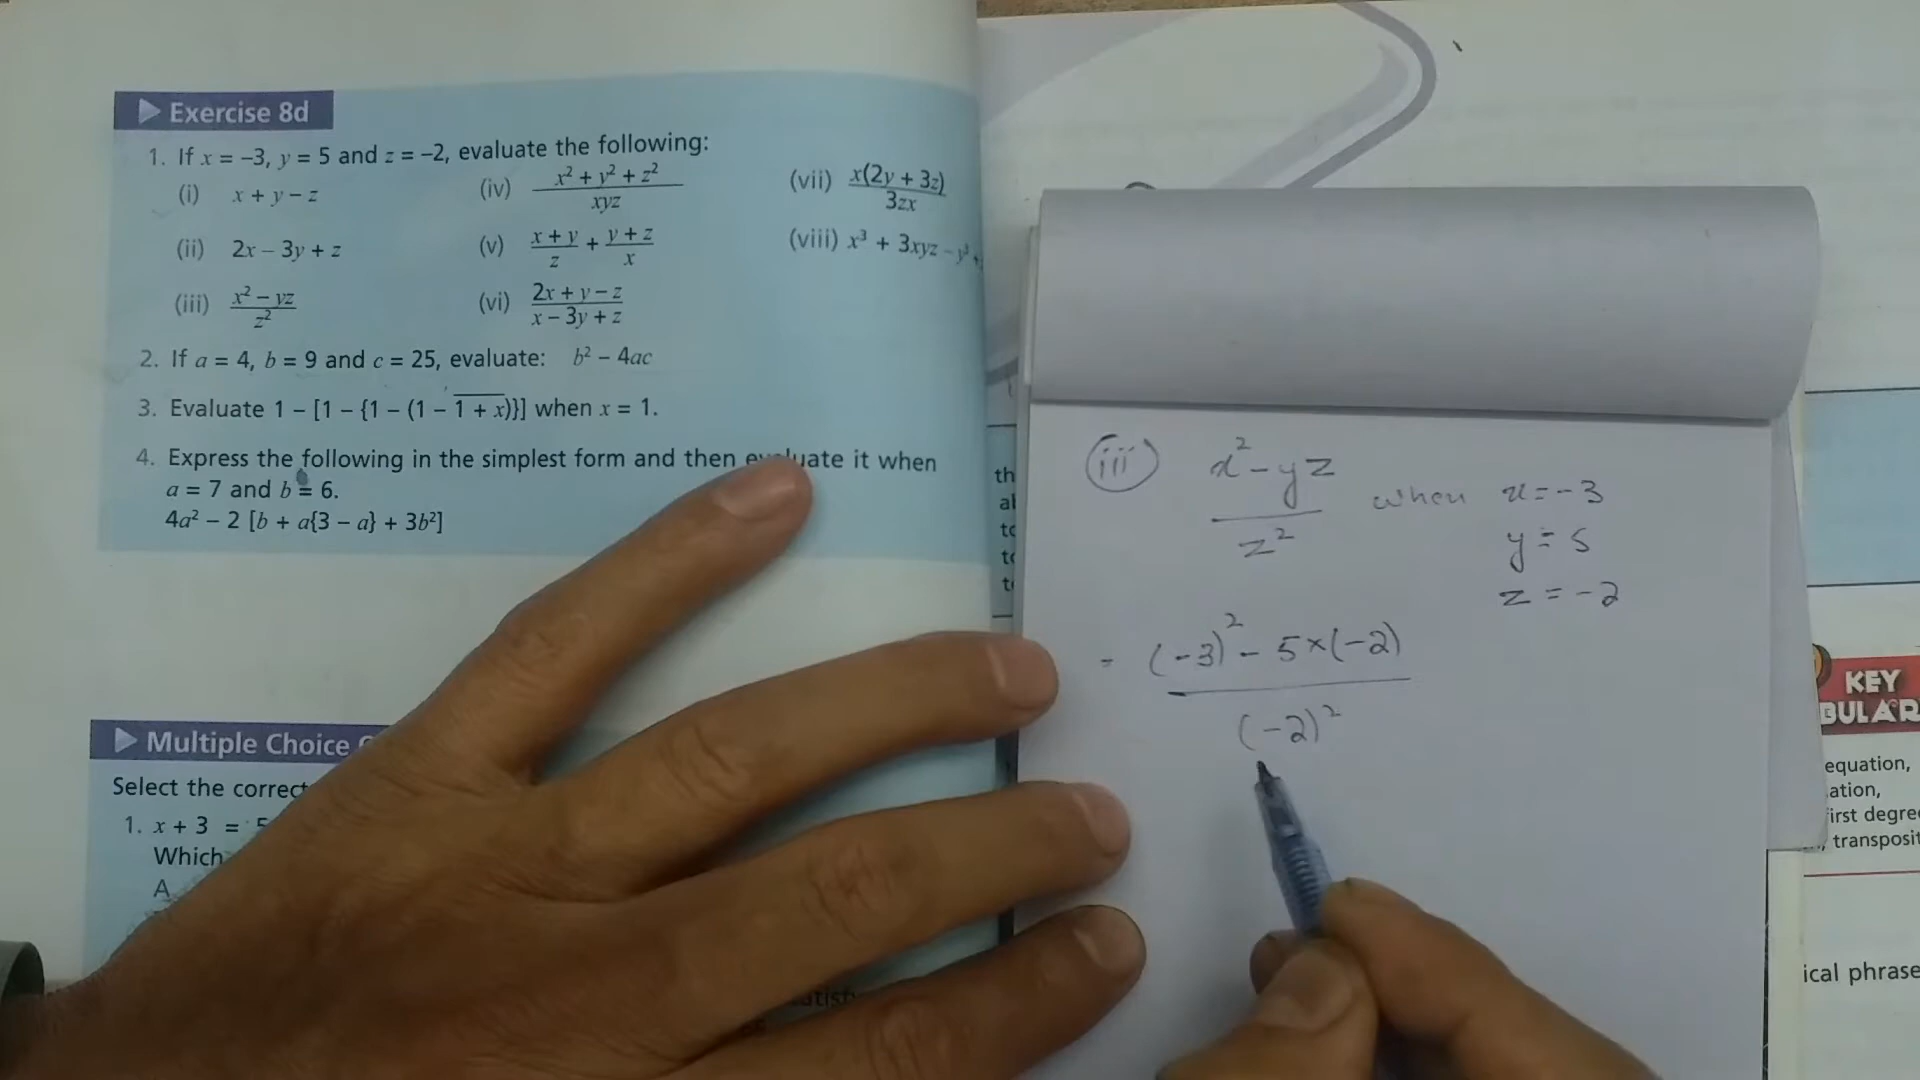 Exercise 8d
1. If x = –3, y = 5 and z = –2, evaluate the following:
(i) x + y – z
(iv) x² + y² + z² / xyz
(vii) x(2y + 3z) / 3zx
(ii) 2x – 3y + z
(v) x + y / z + y + z / x
(viii) x³ + 3xyz – y³
(iii) x² – yz / z²
(vi) 2x + y – z / x – 3y + z
2. If a = 4, b = 9 and c = 25, evaluate: b² – 4ac
3. Evaluate 1 – [1 – {1 – (1 – 1 + x)}] when x = 1.
4. Express the following in the simplest form and then evaluate it when
a = 7 and b = 6.
4a² – 2 [b + a{3 – a} + 3b²]
Multiple Choice
Select the correct
1. x + 3 = 5
Which
A
(iii) x² – yz / z² when x = –3
y = 5
z = –2
= (–3)² – 5×(–2) / (–2)²
KEY
equation,
first degree
transposit
ical phrase